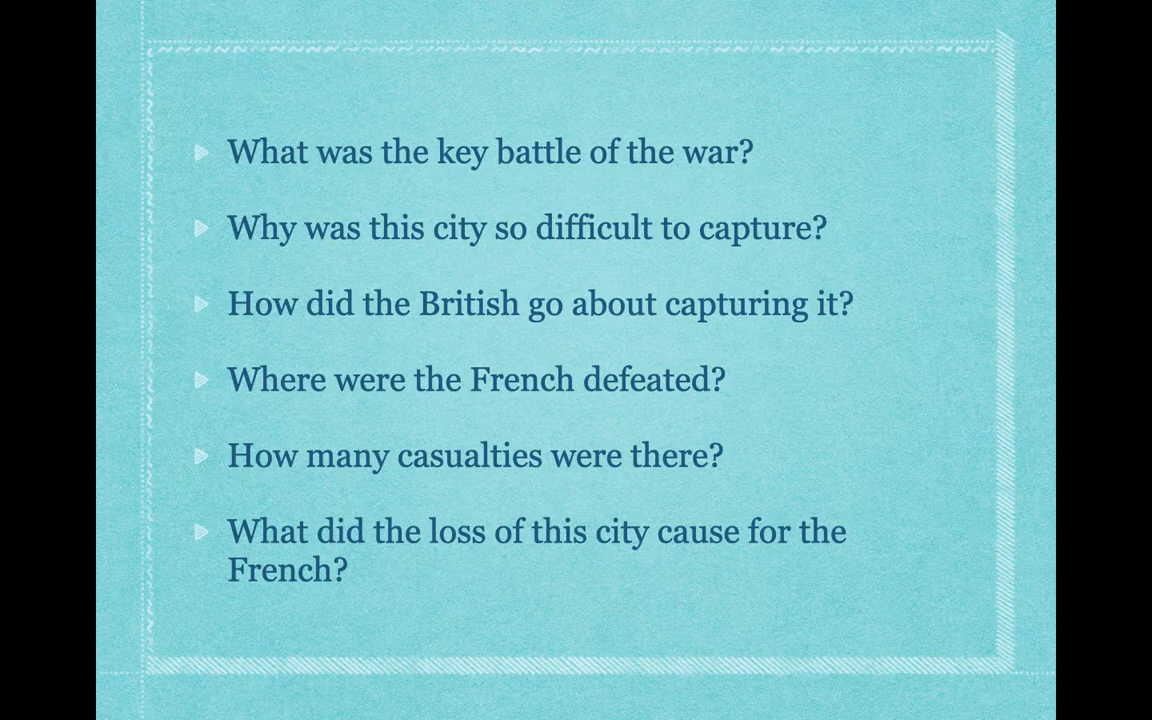 What was the key battle of the war?
Why was this city so difficult to capture?
How did the British go about capturing it?
Where were the French defeated?
How many casualties were there?
What did the loss of this city cause for the
French?